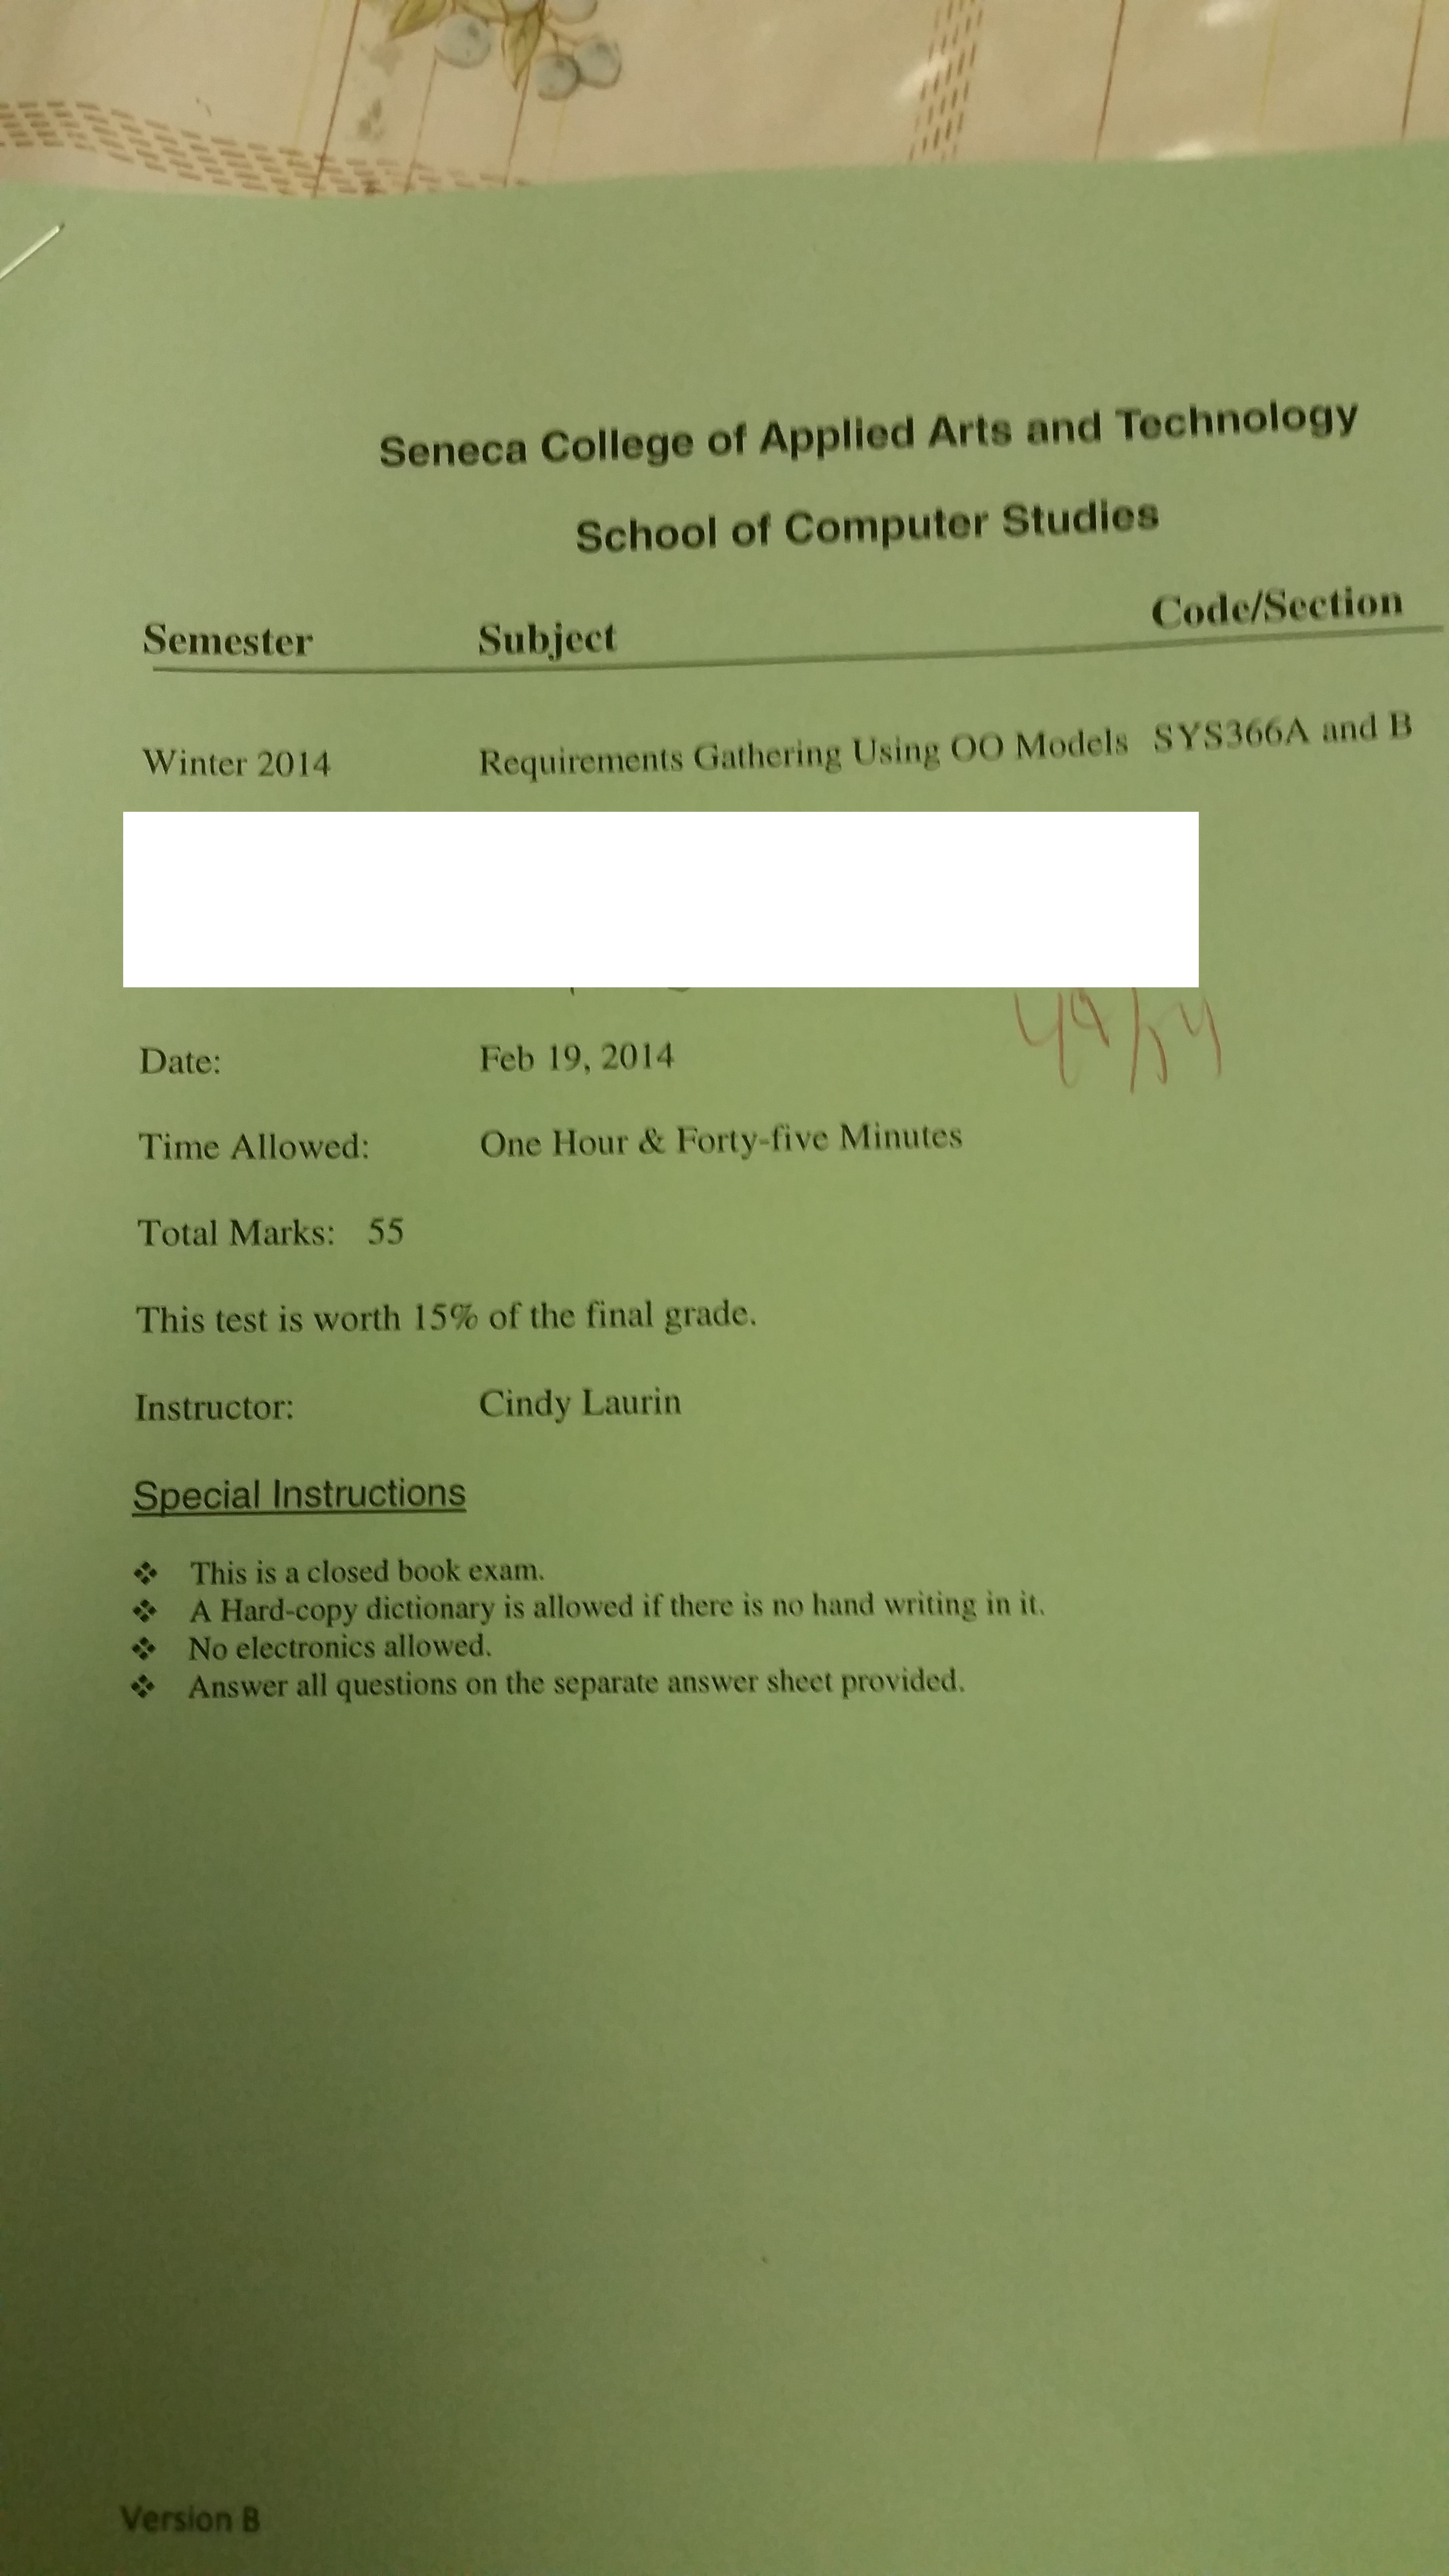 Seneca College of Applied Arts and Technology
School of Computer Studies
Semester Subject Code/Section
Winter 2014 Requirements Gathering Using OO Models SYS366A and B
Date: Feb 19, 2014
Time Allowed: One Hour & Forty-five Minutes
Total Marks: 55
This test is worth 15% of the final grade.
Instructor: Cindy Laurin
Special Instructions
❖ This is a closed book exam.
❖ A Hard-copy dictionary is allowed if there is no hand writing in it.
❖ No electronics allowed.
❖ Answer all questions on the separate answer sheet provided.
Version B